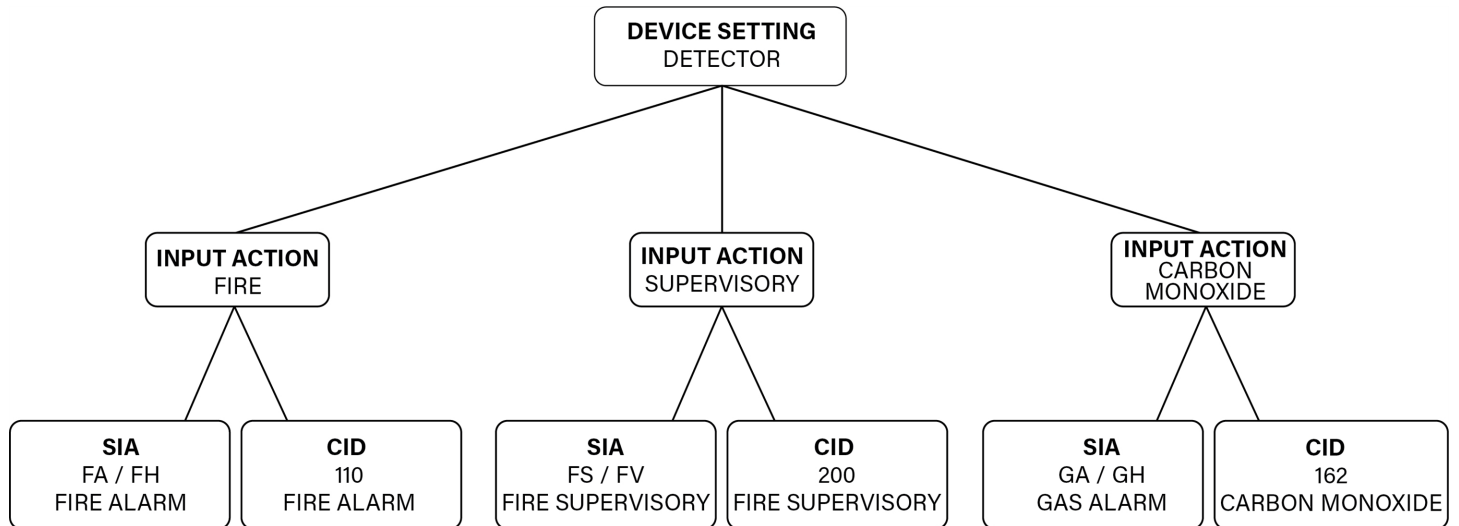 DEVICE SETTING
DETECTOR
INPUT ACTION
FIRE
INPUT ACTION
SUPERVISORY
INPUT ACTION
CARBON
MONOXIDE
SIA
FA / FH
FIRE ALARM
CID
110
FIRE ALARM
SIA
FS / FV
FIRE SUPERVISORY
CID
200
FIRE SUPERVISORY
SIA
GA / GH
GAS ALARM
CID
162
CARBON MONOXIDE